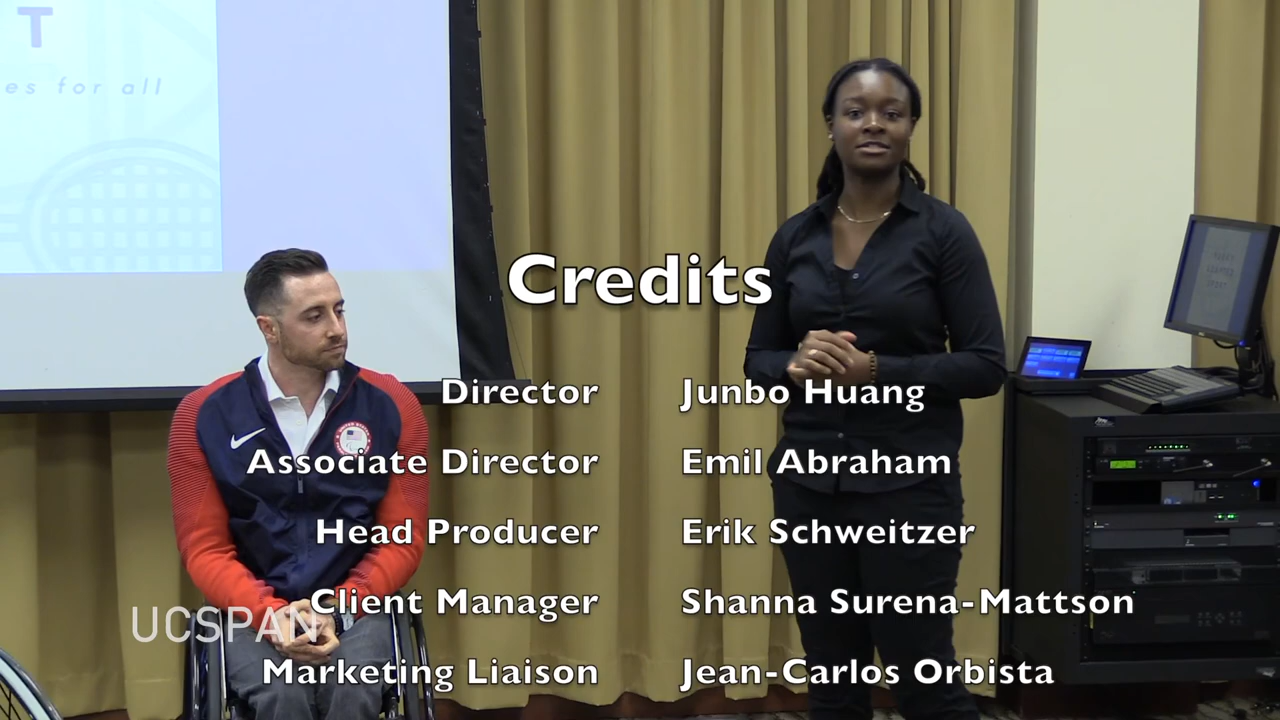 T
es for all
Credits
Director Junbo Huang
Associate Director Emil Abraham
Head Producer Erik Schweitzer
Client Manager Shanna Surena-Mattson
UCSPAN
Marketing Liaison Jean-Carlos Orbista